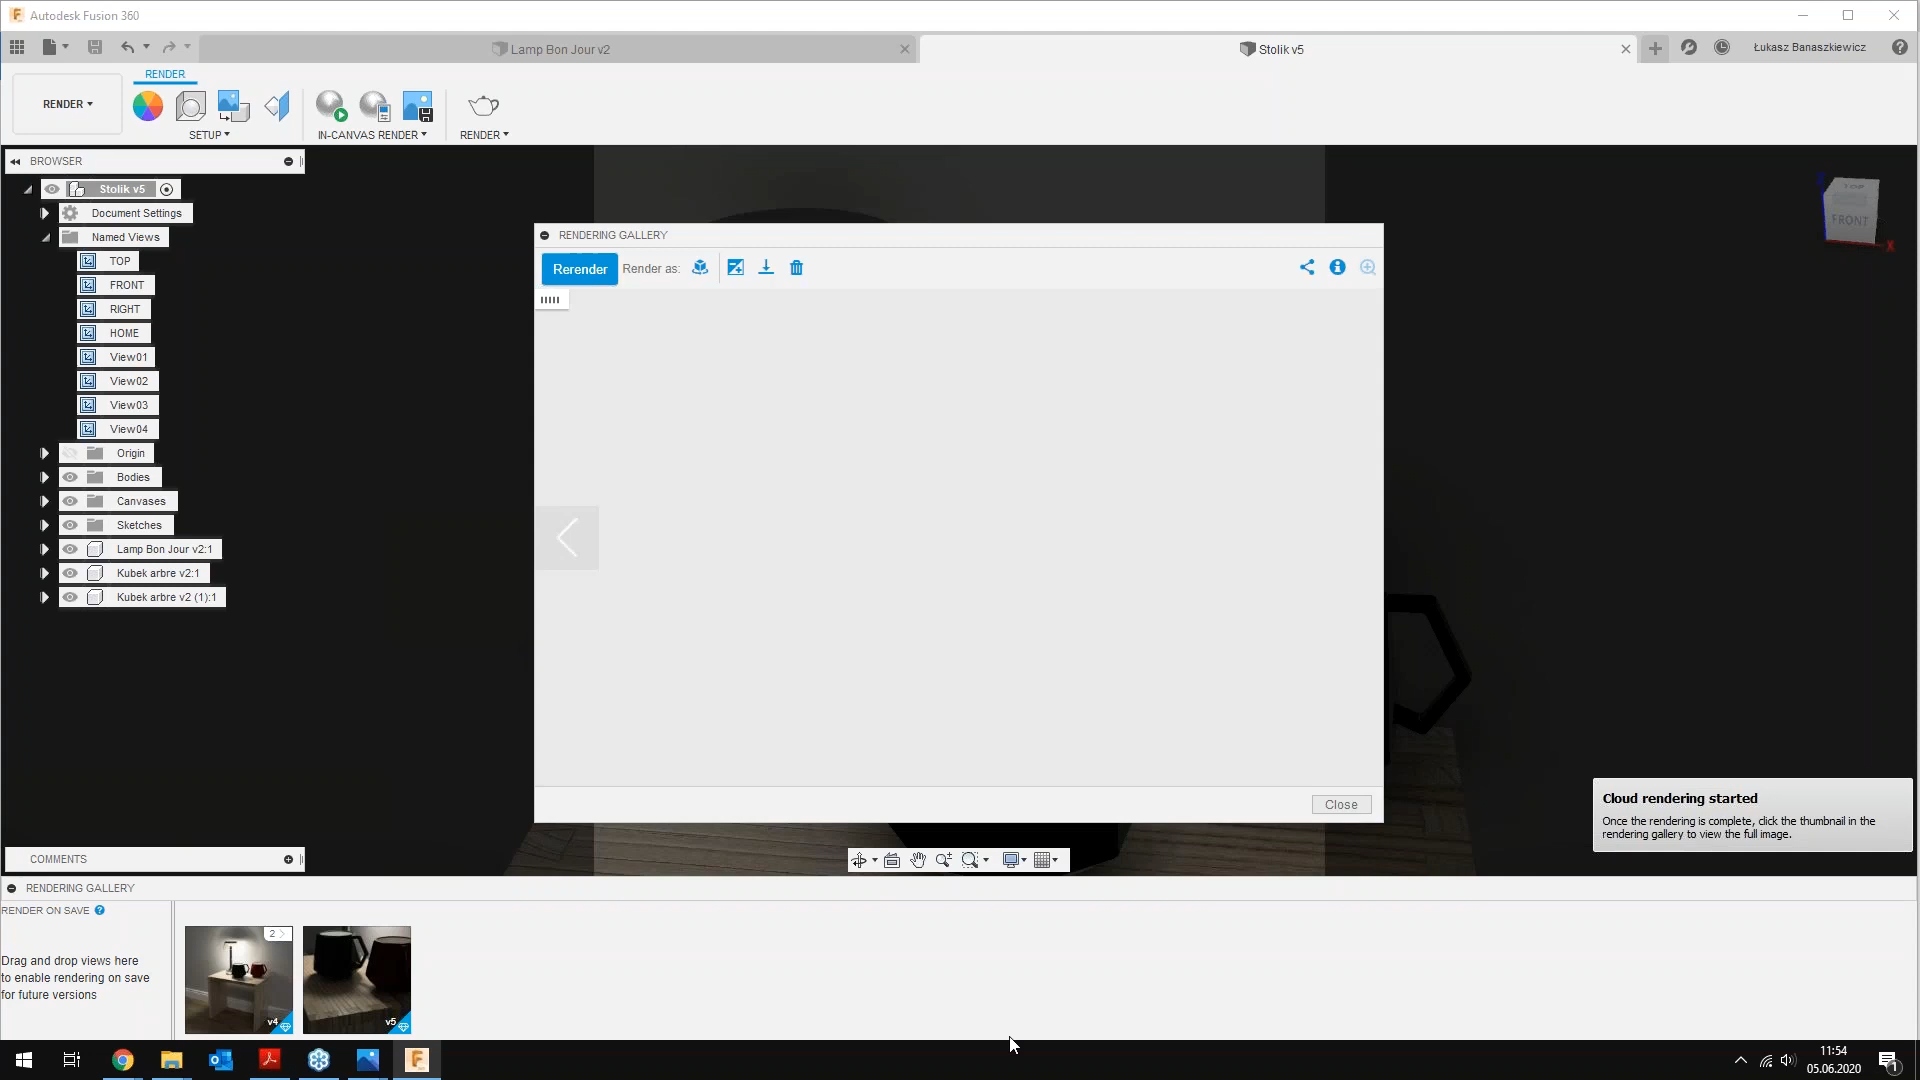 Autodesk Fusion 360
Lamp Bon Jour v2
Stolik v5
Łukasz Banaszkiewicz
RENDER
RENDER
SETUP
IN-CANVAS RENDER
RENDER
BROWSER
Stolik v5
Document Settings
Named Views
TOP
FRONT
RIGHT
HOME
View01
View02
View03
View04
Origin
Bodies
Canvases
Sketches
Lamp Bon Jour v2:1
Kubek arbre v2:1
Kubek arbre v2 (1):1
FRONT
X
RENDERING GALLERY
Rerender
Render as:
Close
Cloud rendering started
Once the rendering is complete, click the thumbnail in the
rendering gallery to view the full image.
COMMENTS
RENDERING GALLERY
RENDER ON SAVE
Drag and drop views here
to enable rendering on save
for future versions
2
v4
v5
11:54
05.06.2020
1